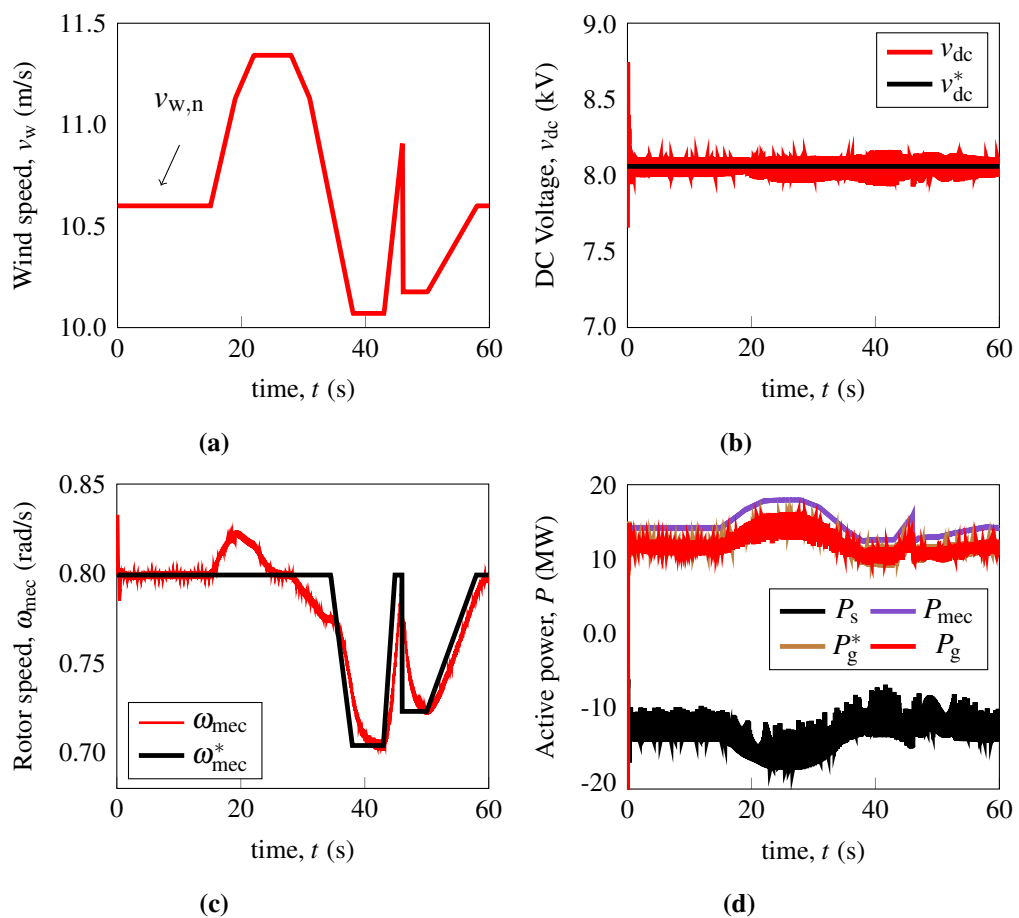 11.5
11.0
10.5
10.0
Wind speed, v_w (m/s)
v_w,n
0 20 40 60
time, t (s)
(a)
9.0
8.5
8.0
7.5
7.0
DC Voltage, v_dc (kV)
v_dc
v*_dc
0 20 40 60
time, t (s)
(b)
0.85
0.80
0.75
0.70
Rotor speed, ω_mec (rad/s)
ω_mec
ω*_mec
0 20 40 60
time, t (s)
(c)
20
10
0.0
-10
-20
Active power, P (MW)
P_s P_mec
P*_g P_g
0 20 40 60
time, t (s)
(d)